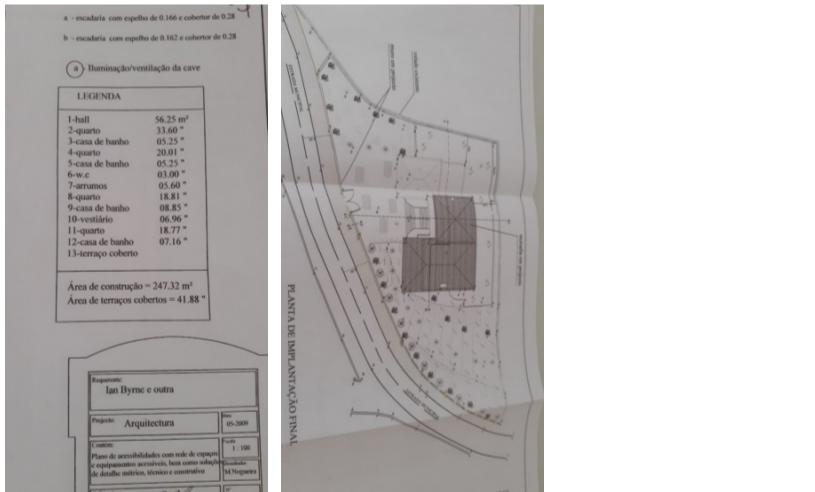 a - escadaria com espelho de 0.166 e cobertor de 0.28
b - escadaria com espelho de 0.162 e cobertor de 0.28
a Iluminação/ventilação da cave
LEGENDA
1-hall 56.25 m²
2-quarto 33.60 "
3-casa de banho 05.25 "
4-quarto 20.01 "
5-casa de banho 05.25 "
6-w.c 03.00 "
7-arrumos 05.60 "
8-quarto 18.81 "
9-casa de banho 08.85 "
10-vestiário 06.96 "
11-quarto 18.77 "
12-casa de banho 07.16 "
13-terraço coberto
Área de construção = 247.32 m²
Área de terraços cobertos = 41.88 "
Requerente:
Ian Byrne e outra
Projecto: Arquitectura
Data
05-2009
Conteúdo:
Plano de acessibilidades com rede de espaços
e equipamentos acessíveis, bem como soluções
de detalhe métrico, técnico e construtivo
Escala
1 : 100
Desenhador
M.Nogueira
Nº
ESTRADA MUNICIPAL
PLANTA DE IMPLANTAÇÃO FINAL